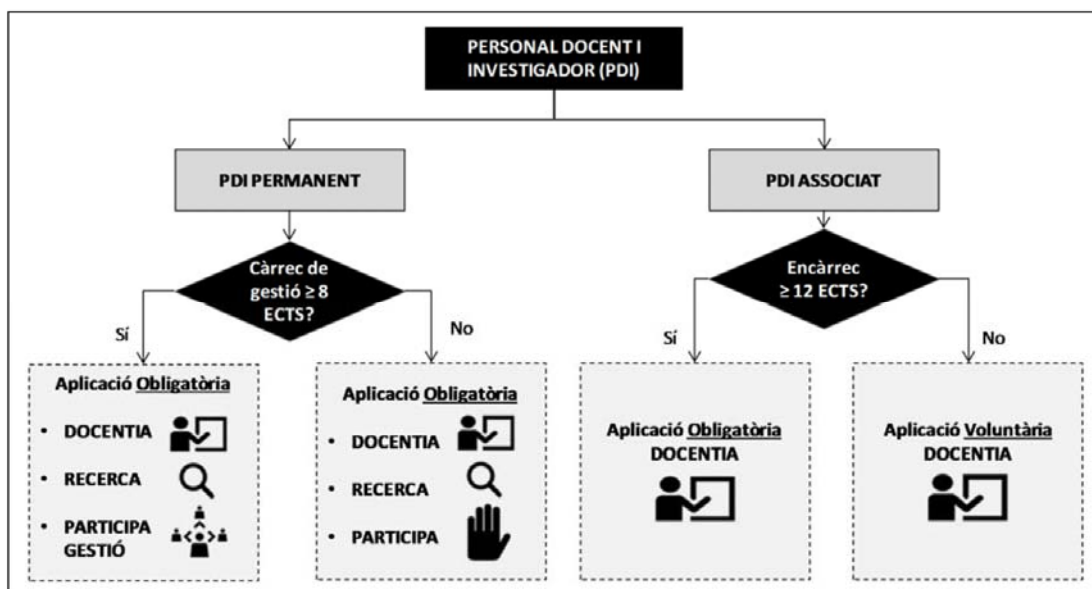 PERSONAL DOCENT I
INVESTIGADOR (PDI)
PDI PERMANENT
PDI ASSOCIAT
Càrrec de
gestió ≥ 8
ECTS?
Encàrrec
≥ 12 ECTS?
Sí
No
Sí
No
Aplicació Obligatòria
• DOCENTIA
• RECERCA
• PARTICIPA
GESTIÓ
Aplicació Obligatòria
• DOCENTIA
• RECERCA
• PARTICIPA
Aplicació Obligatòria
DOCENTIA
Aplicació Voluntària
DOCENTIA